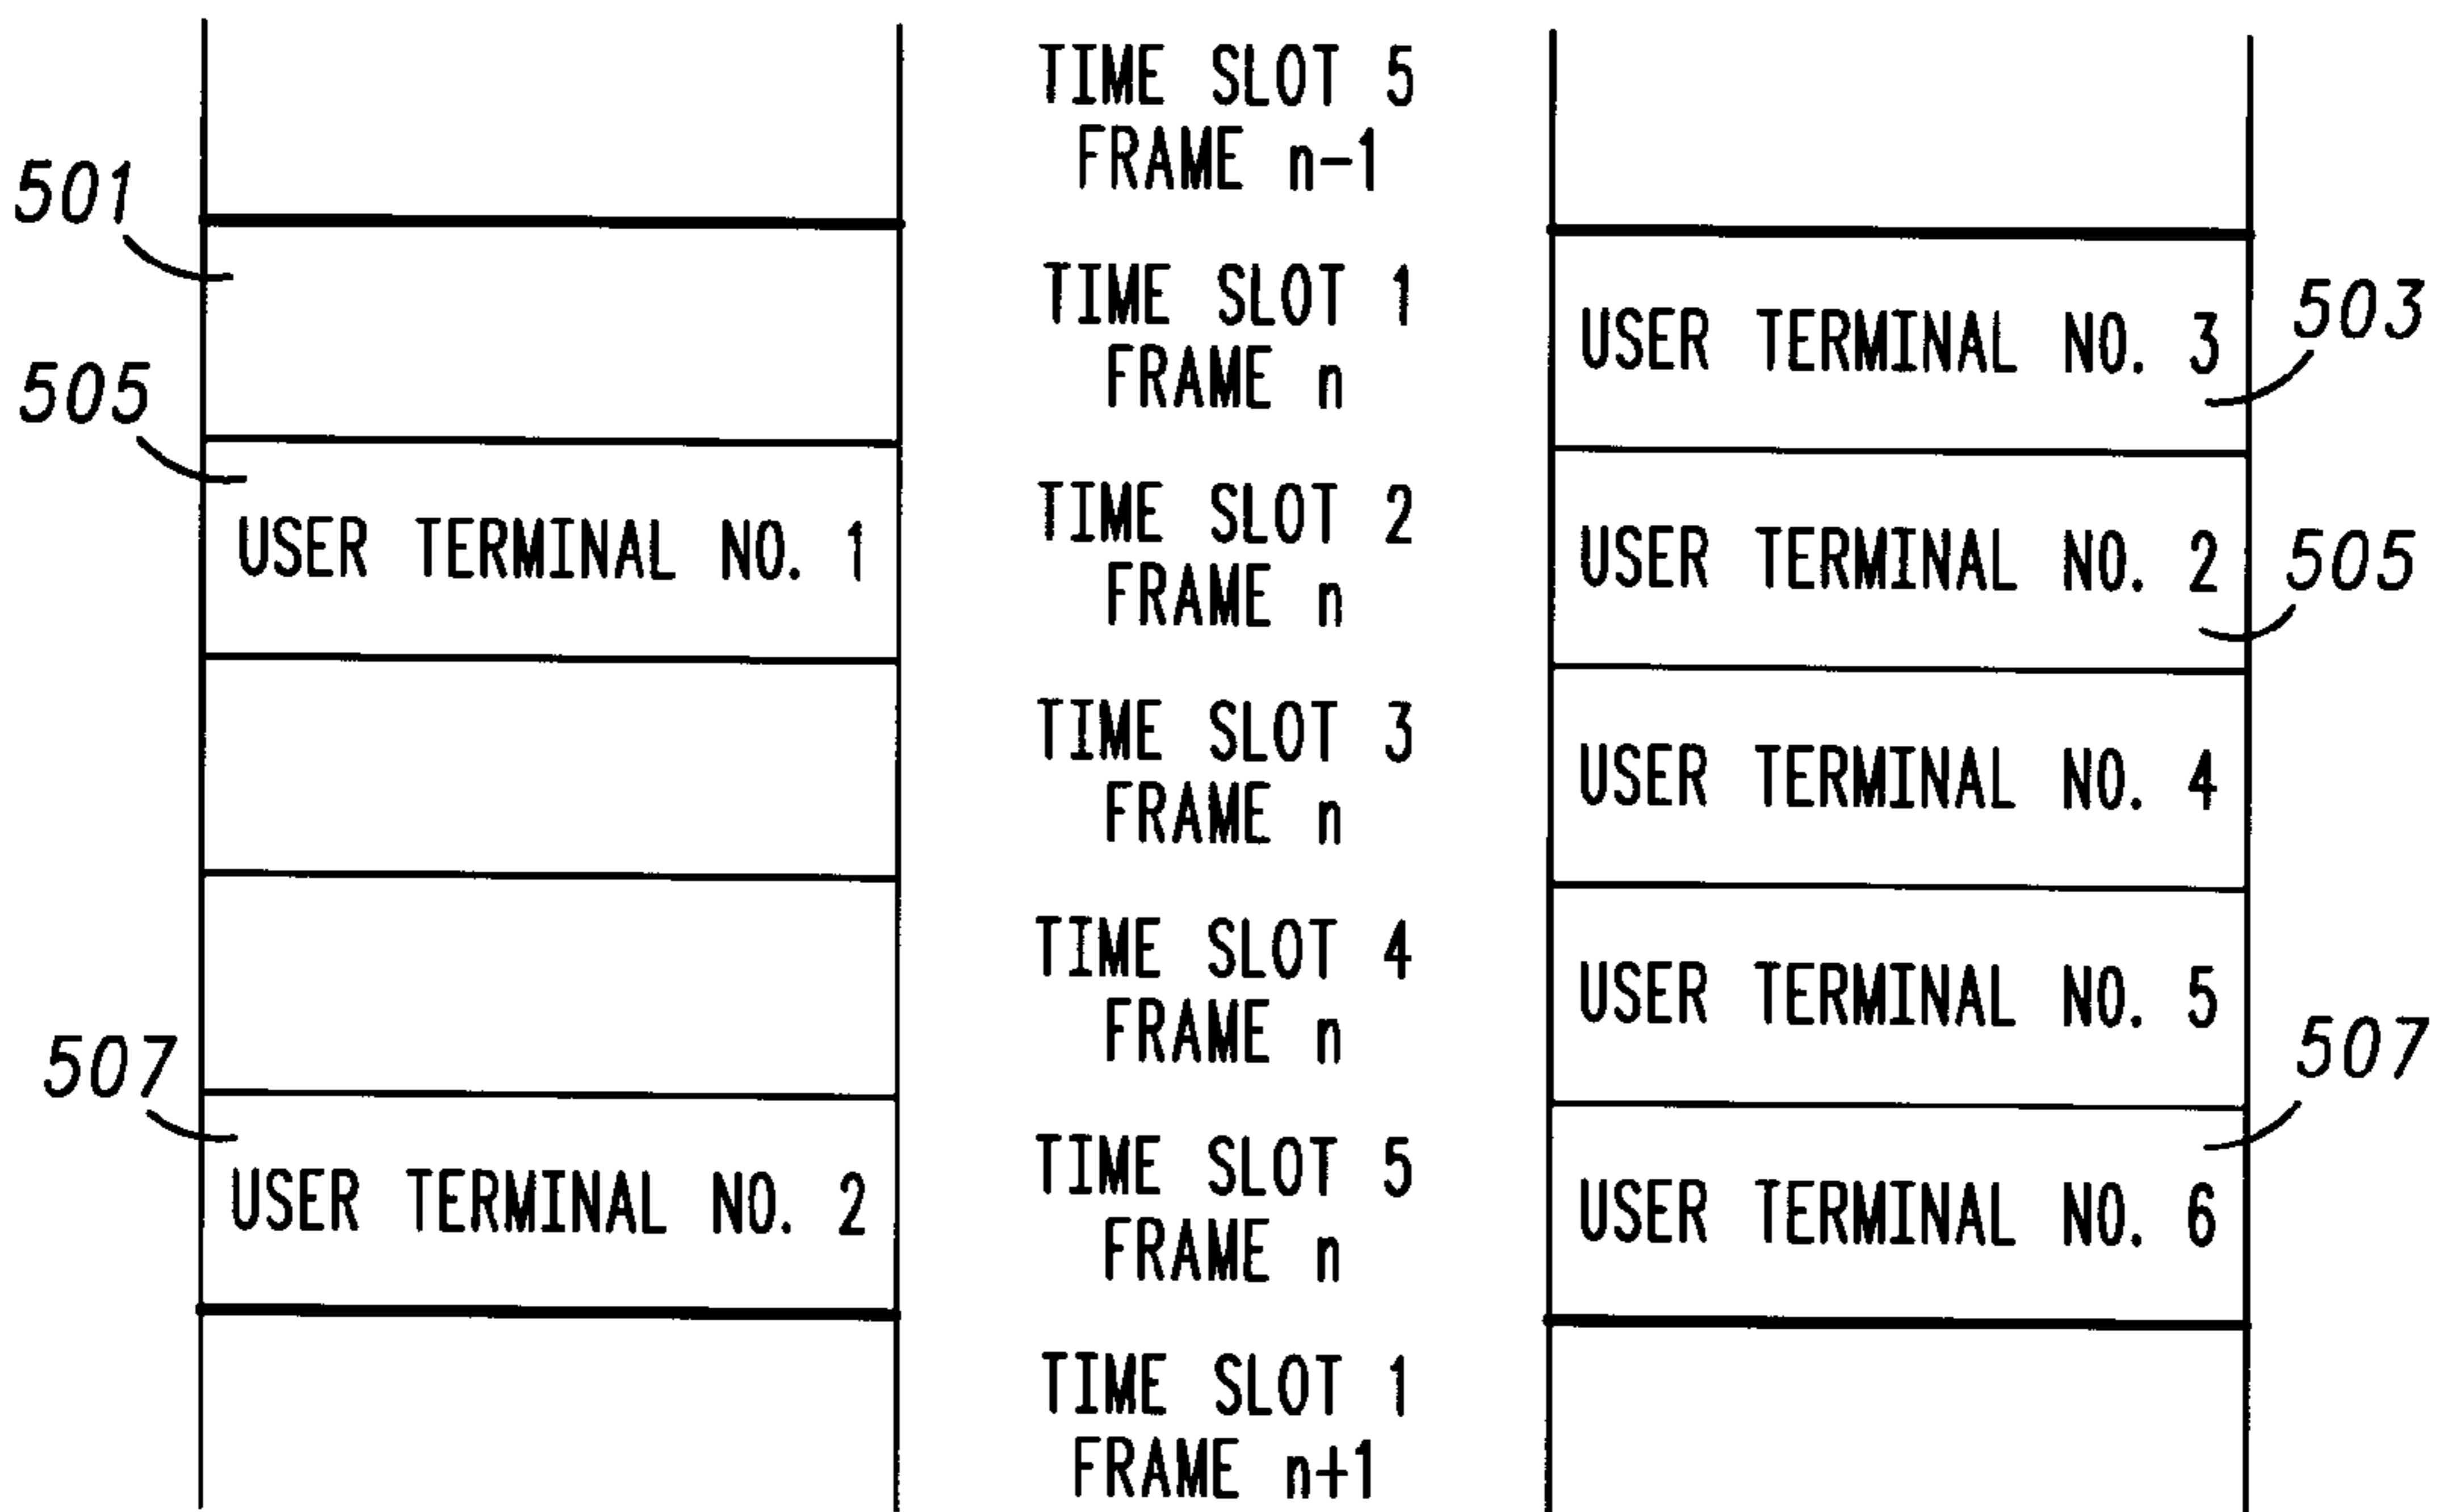 TIME SLOT 5
FRAME n-1
501
TIME SLOT 1
FRAME n
USER TERMINAL NO. 3
503
505
USER TERMINAL NO. 1
TIME SLOT 2
FRAME n
USER TERMINAL NO. 2
505
TIME SLOT 3
FRAME n
USER TERMINAL NO. 4
TIME SLOT 4
FRAME n
USER TERMINAL NO. 5
507
USER TERMINAL NO. 2
TIME SLOT 5
FRAME n
USER TERMINAL NO. 6
507
TIME SLOT 1
FRAME n+1